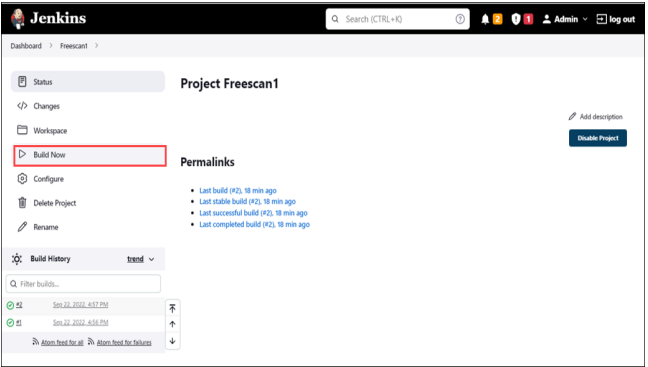 Jenkins
Search (CTRL+K)
2
1
Admin
log out
Dashboard > Freescan1 >
Status
Changes
Workspace
Build Now
Configure
Delete Project
Rename
Build History
trend
Filter builds...
#2 Sep 22, 2022, 4:57 PM
#1 Sep 22, 2022, 4:56 PM
Atom feed for all Atom feed for failures
Project Freescan1
Add description
Disable Project
Permalinks
Last build (#2), 18 min ago
Last stable build (#2), 18 min ago
Last successful build (#2), 18 min ago
Last completed build (#2), 18 min ago